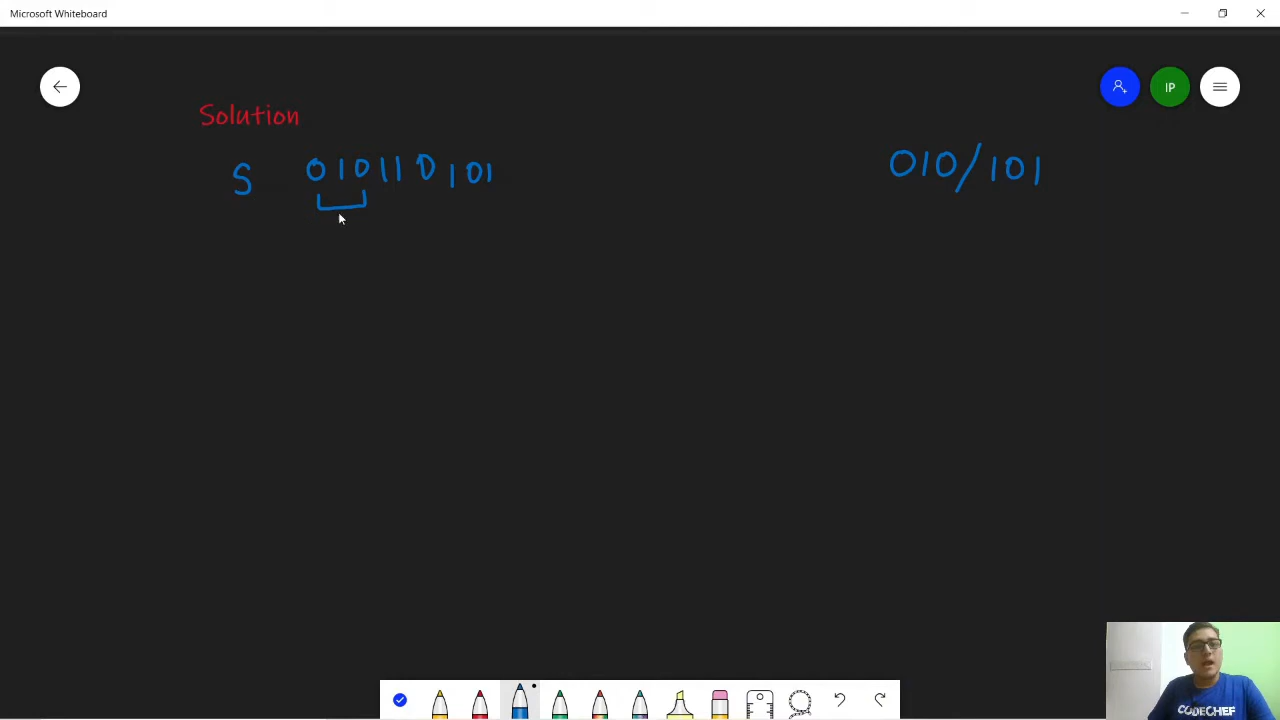 Microsoft Whiteboard
IP
Solution
S 010110101
010/101
CODECHEF